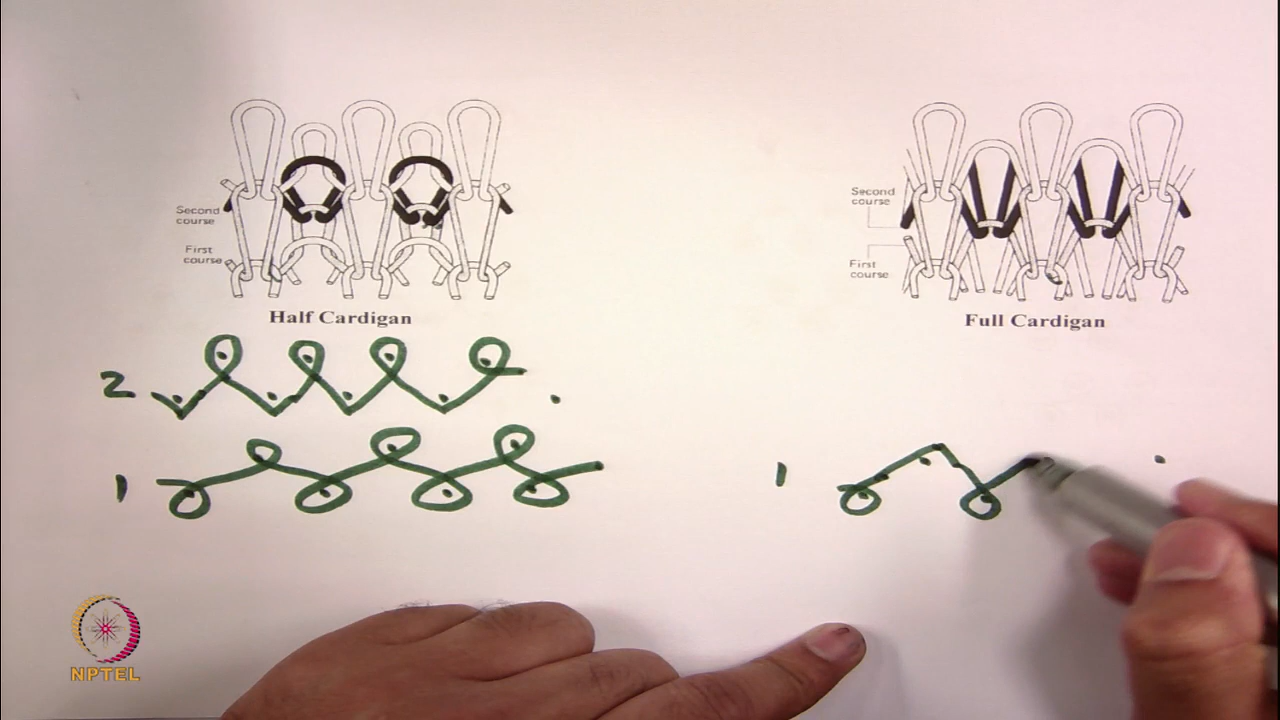 Second
course
First
course
Half Cardigan
Second
course
First
course
Full Cardigan
2
1
1
NPTEL